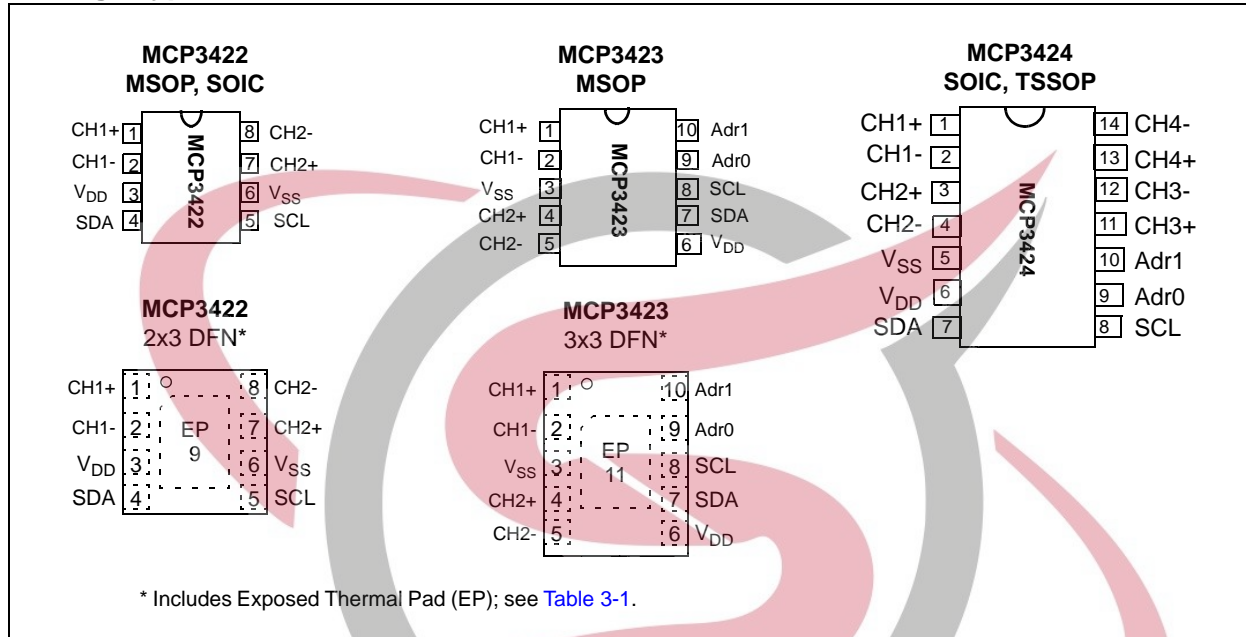 MCP3422
MSOP, SOIC
CH1+ 1
CH1- 2
VDD 3
SDA 4
MCP3422
8 CH2-
7 CH2+
6 VSS
5 SCL
MCP3423
MSOP
CH1+ 1
CH1- 2
VSS 3
CH2+ 4
CH2- 5
MCP3423
10 Adr1
9 Adr0
8 SCL
7 SDA
6 VDD
MCP3424
SOIC, TSSOP
CH1+ 1
CH1- 2
CH2+ 3
CH2- 4
VSS 5
VDD 6
SDA 7
MCP3424
14 CH4-
13 CH4+
12 CH3-
11 CH3+
10 Adr1
9 Adr0
8 SCL
MCP3422
2x3 DFN*
CH1+ 1
CH1- 2
VDD 3
SDA 4
EP
9
8 CH2-
7 CH2+
6 VSS
5 SCL
MCP3423
3x3 DFN*
CH1+ 1
CH1- 2
VSS 3
CH2+ 4
CH2- 5
EP
11
10 Adr1
9 Adr0
8 SCL
7 SDA
6 VDD
* Includes Exposed Thermal Pad (EP); see Table 3-1.